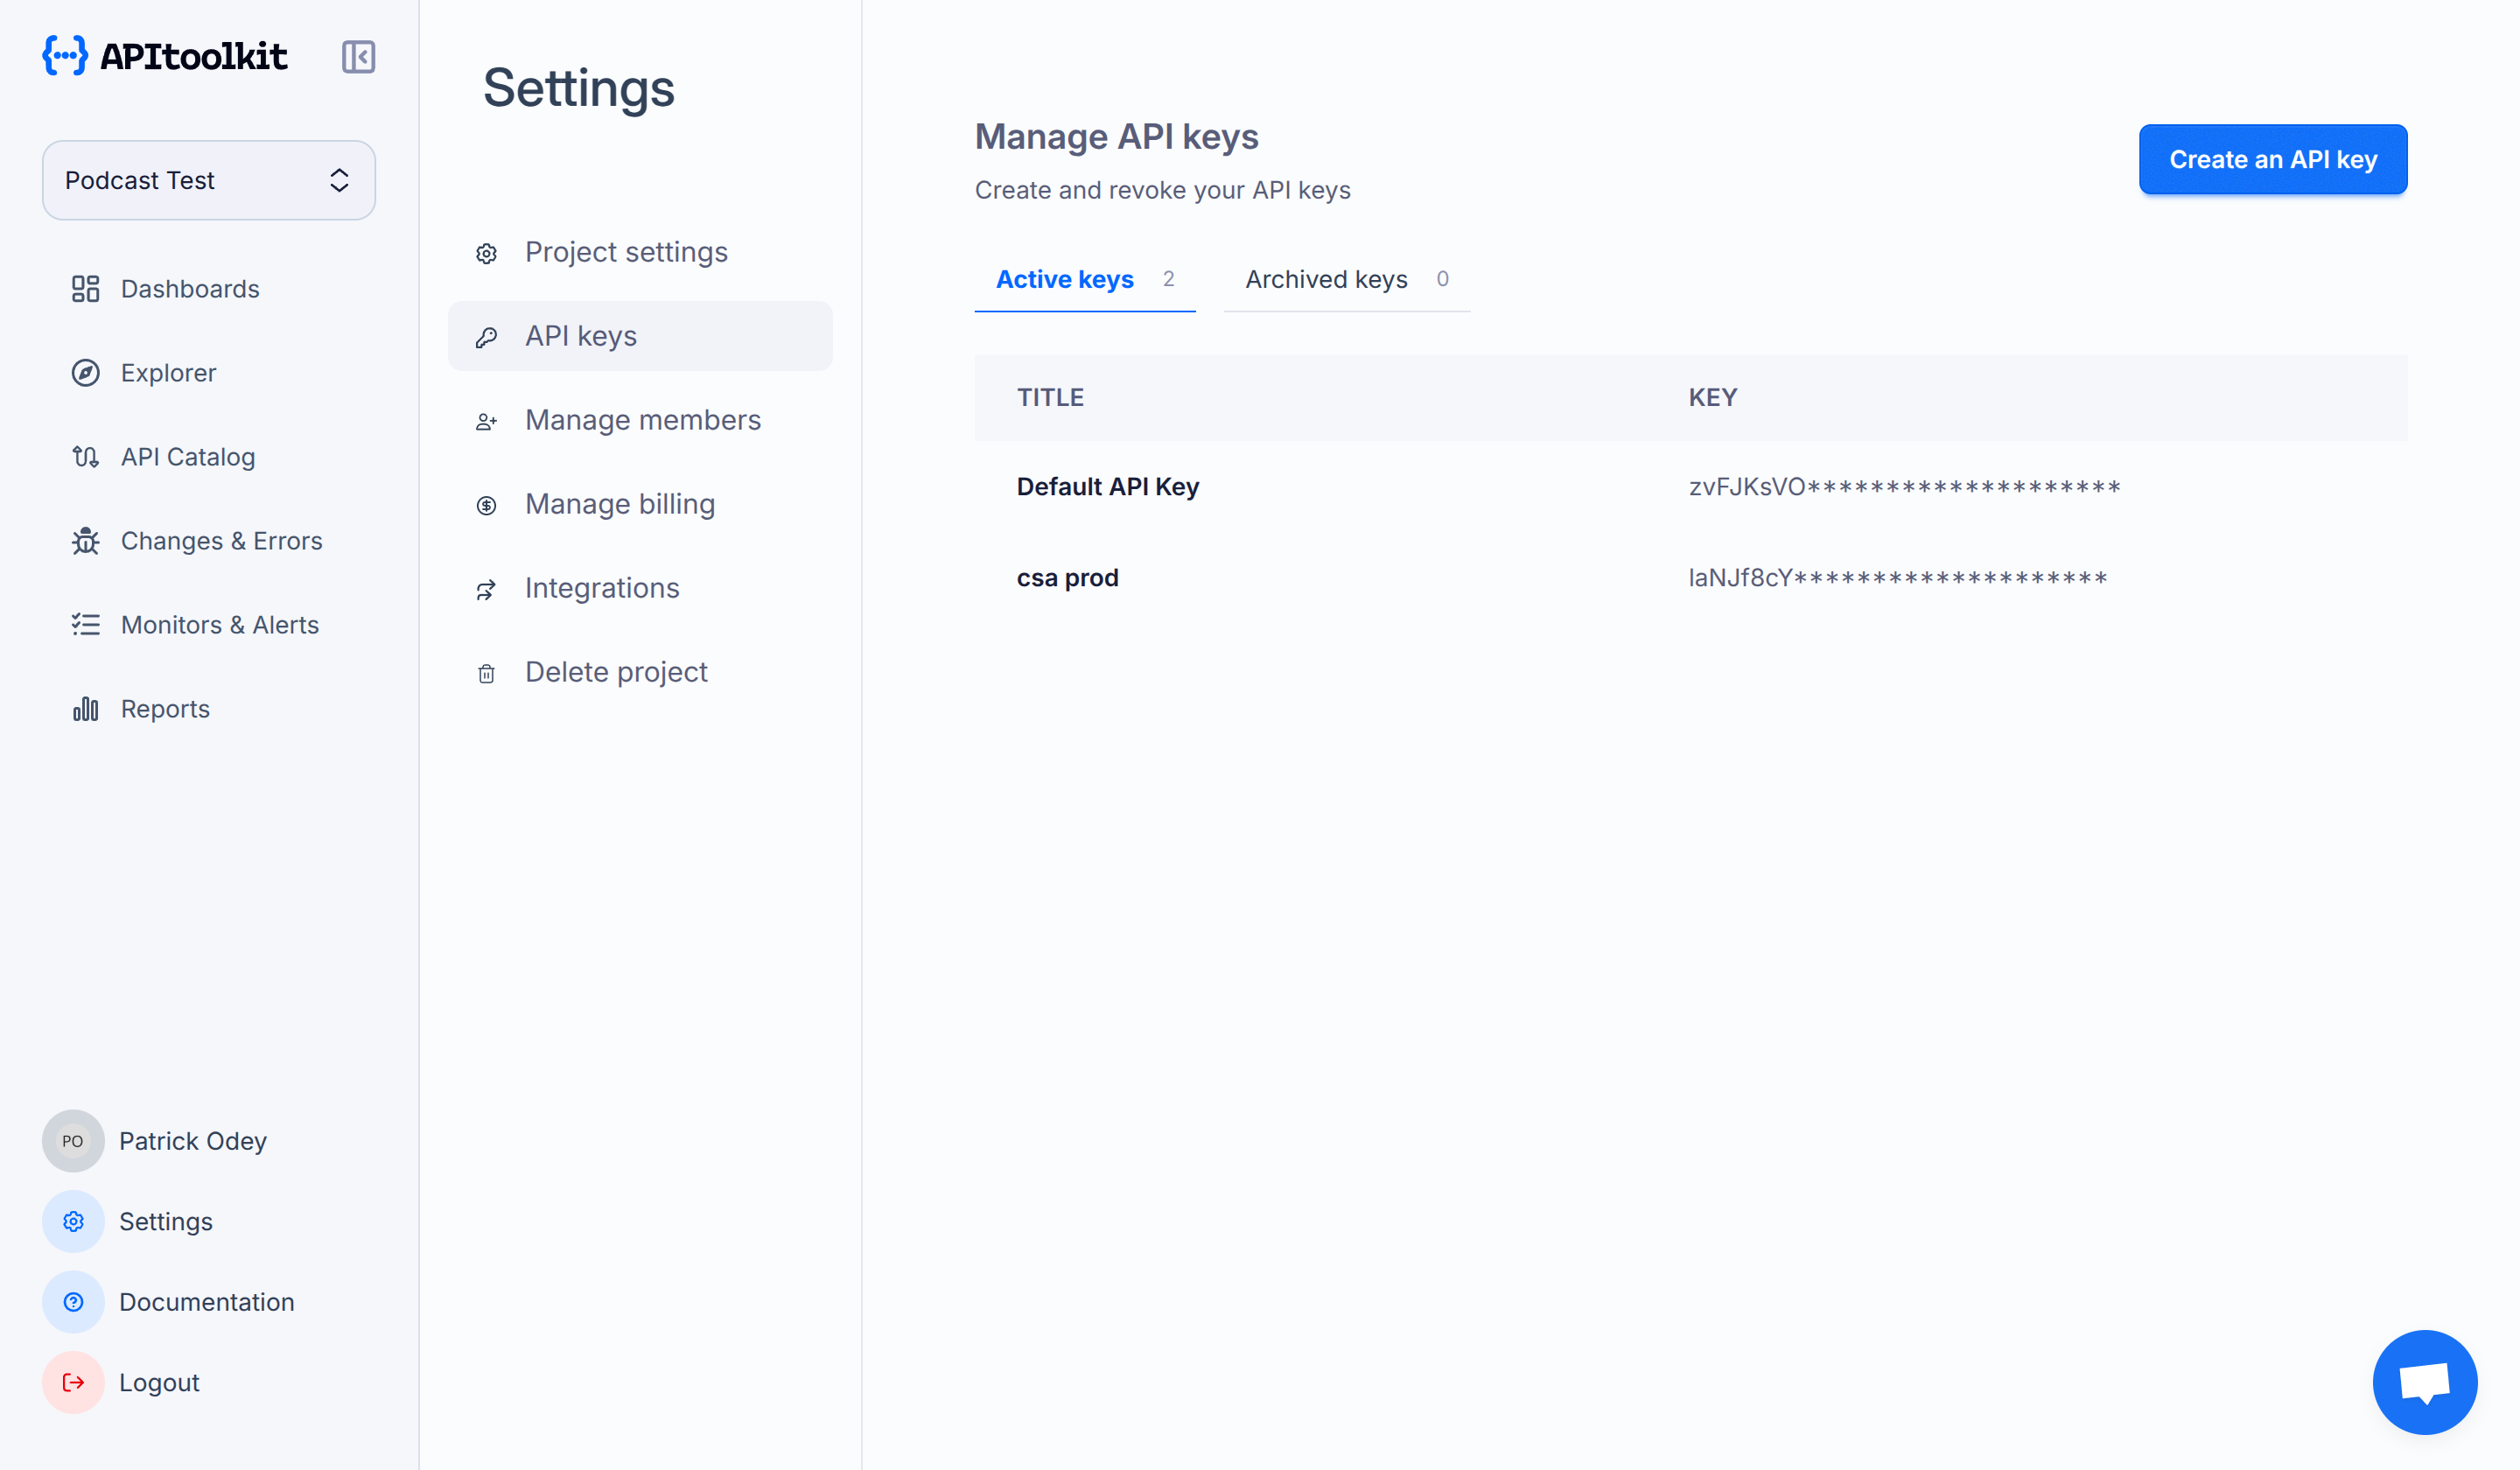 APItoolkit
Podcast Test
Dashboards
Explorer
API Catalog
Changes & Errors
Monitors & Alerts
Reports
PO Patrick Odey
Settings
Documentation
Logout
Settings
Project settings
API keys
Manage members
Manage billing
Integrations
Delete project
Manage API keys
Create and revoke your API keys
Create an API key
Active keys 2 Archived keys 0
TITLE KEY
Default API Key zvFJKsVO********************
csa prod laNJf8cY********************